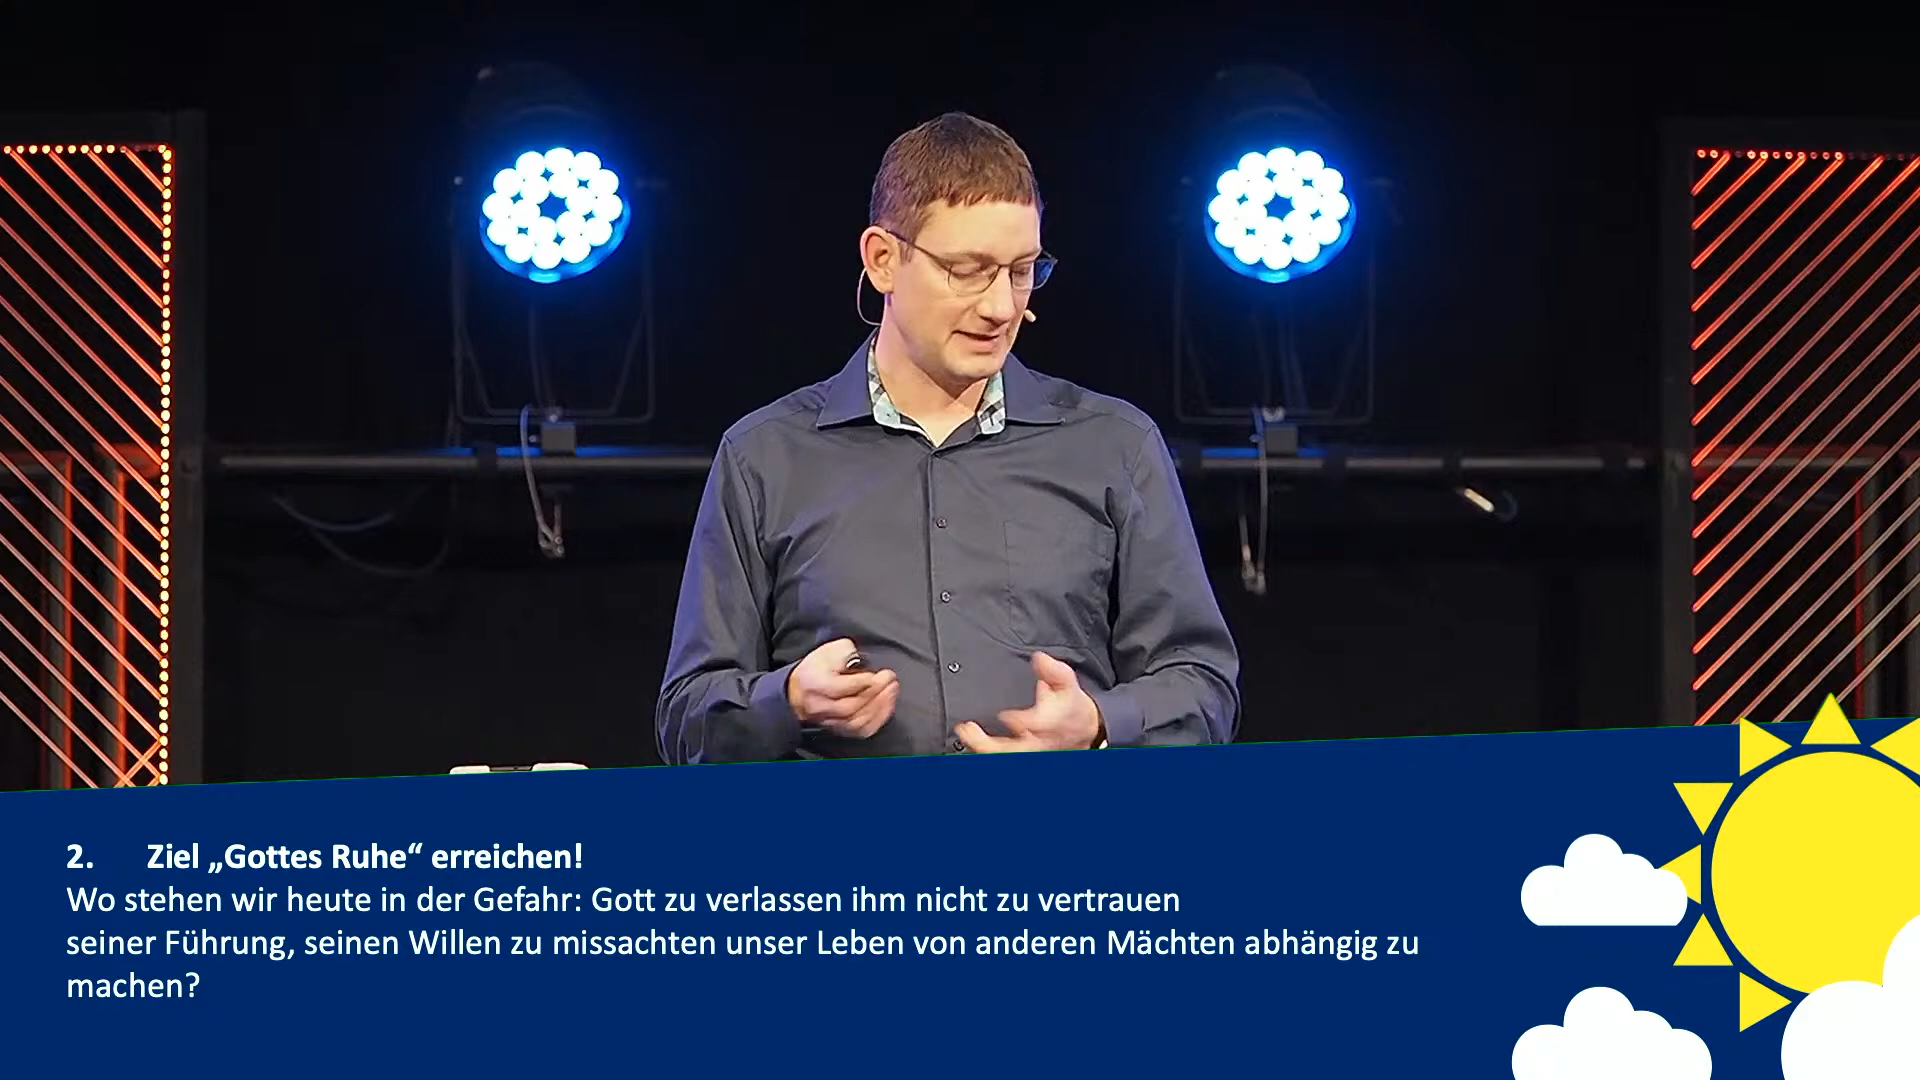 2. Ziel „Gottes Ruhe“ erreichen!
Wo stehen wir heute in der Gefahr: Gott zu verlassen ihm nicht zu vertrauen
seiner Führung, seinen Willen zu missachten unser Leben von anderen Mächten abhängig zu
machen?